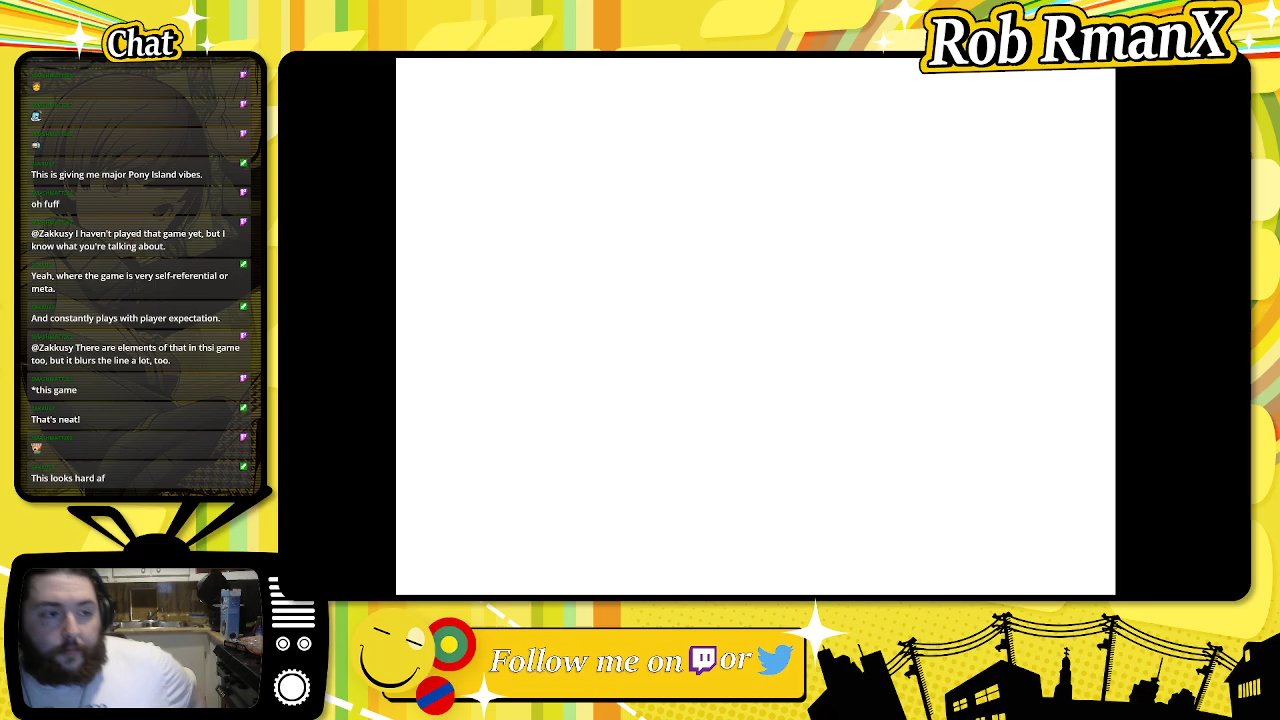 Chat
Rob RmanX
This is giving me major Pony Island vibes.
oh fuff
@Zakkusy I haven't played that game yet, but I
know what you're talking about.
Yeah, where the game is very self-referential or
meta.
And constantly plays with player expectation.
@Zakkusy There are elements of that in thsi game
too, but it blurs the line a lot, too.
*this game
That's neat!
This looks hard af
Follow me on or